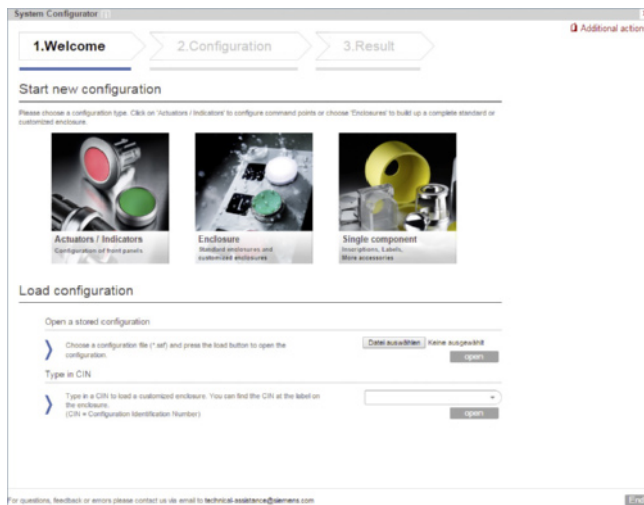 System Configurator
Additional action
1.Welcome
2.Configuration
3.Result
Start new configuration
Please choose a configuration type. Click on 'Actuators / Indicators' to configure command points or choose 'Enclosures' to build up a complete standard or
customized enclosure.
Actuators / Indicators
Configuration of front panels
Enclosure
Standard enclosures and
customized enclosures
Single component
Inscriptions, Labels,
More accessories
Load configuration
Open a stored configuration
Choose a configuration file (*.sxf) and press the load button to open the
configuration.
Datei auswählen Keine ausgewählt
open
Type in CIN
Type in a CIN to load a customized enclosure. You can find the CIN at the label on
the enclosure.
(CIN = Configuration Identification Number)
open
For questions, feedback or errors please contact us via email to technical-assistance@siemens.com
End